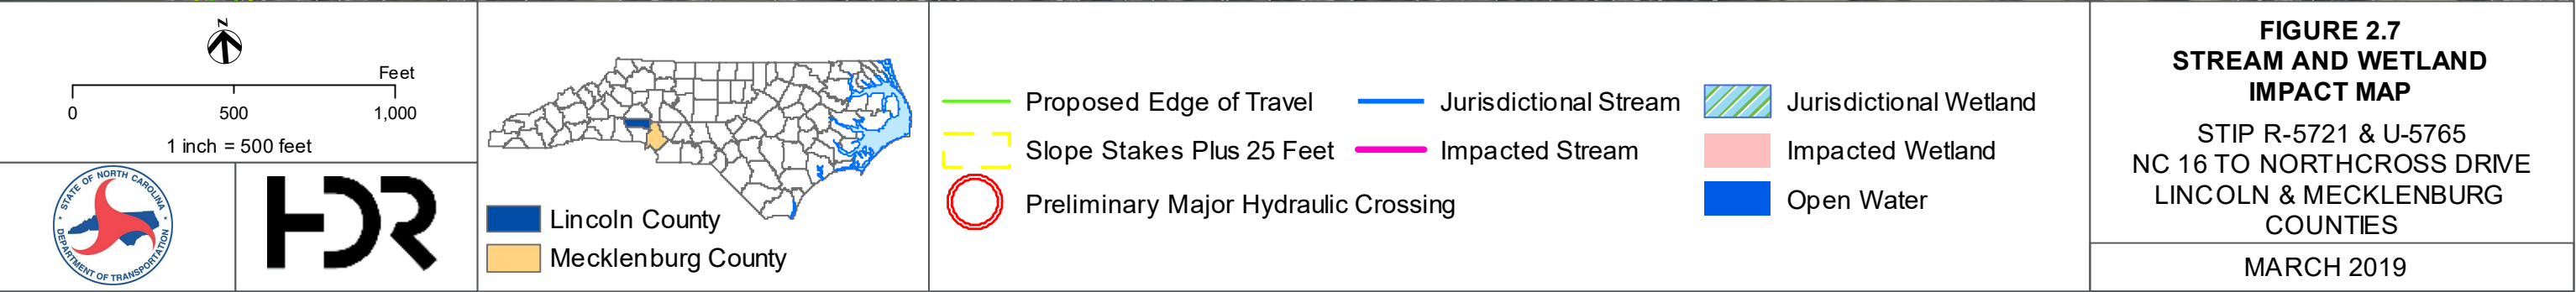 N
Feet
0 500 1,000
1 inch = 500 feet
STATE OF NORTH CAROLINA
DEPARTMENT OF TRANSPORTATION
HDR
Lincoln County
Mecklenburg County
Proposed Edge of Travel
Slope Stakes Plus 25 Feet
Preliminary Major Hydraulic Crossing
Jurisdictional Stream
Impacted Stream
Jurisdictional Wetland
Impacted Wetland
Open Water
FIGURE 2.7
STREAM AND WETLAND
IMPACT MAP
STIP R-5721 & U-5765
NC 16 TO NORTHCROSS DRIVE
LINCOLN & MECKLENBURG
COUNTIES
MARCH 2019